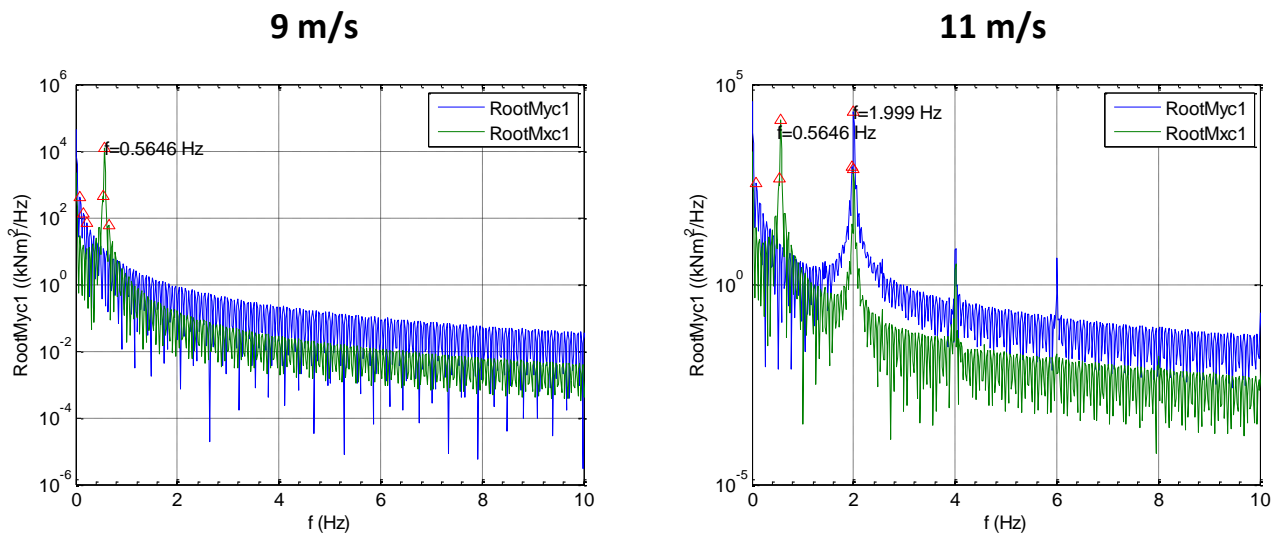 9 m/s
11 m/s
10^6
10^4
10^2
10^0
10^-2
10^-4
10^-6
RootMyc1 ((kNm)^2/Hz)
RootMyc1
RootMxc1
f=0.5646 Hz
0 2 4 6 8 10
f (Hz)
10^5
10^0
10^-5
RootMyc1 ((kNm)^2/Hz)
RootMyc1
RootMxc1
f=1.999 Hz
f=0.5646 Hz
0 2 4 6 8 10
f (Hz)